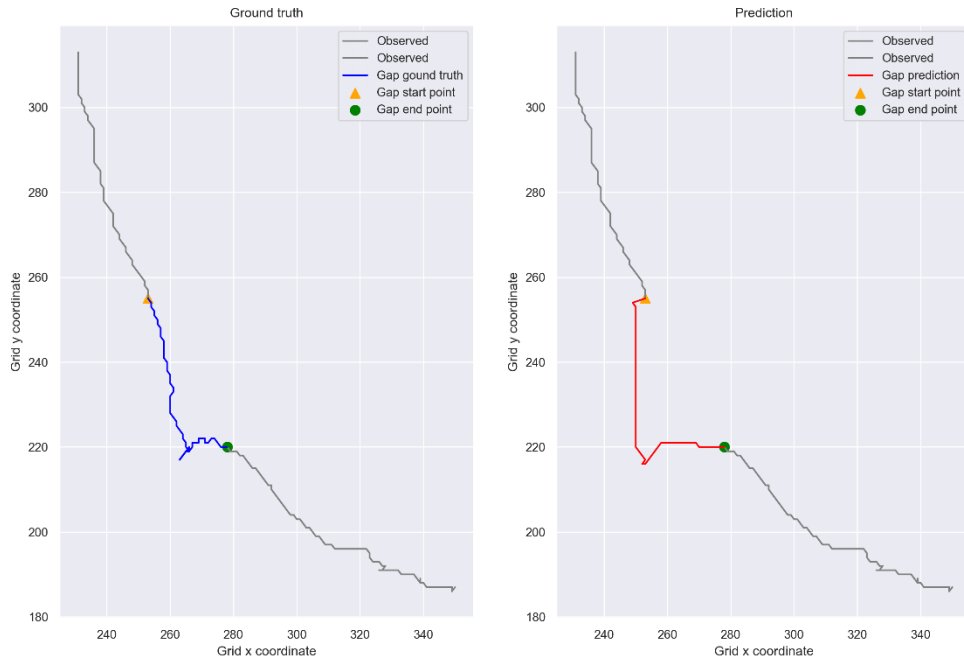 Ground truth
Observed
Observed
Gap gound truth
Gap start point
Gap end point
Grid y coordinate
300
280
260
240
220
200
180
240
260
280
300
320
340
Grid x coordinate
Prediction
Observed
Observed
Gap prediction
Gap start point
Gap end point
Grid y coordinate
300
280
260
240
220
200
180
240
260
280
300
320
340
Grid x coordinate